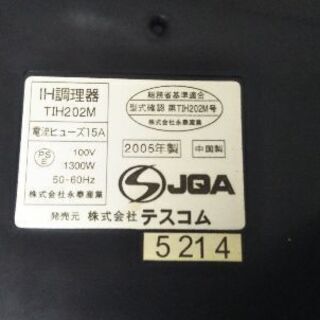 IH調理器
TIH202M
電流ヒューズ15A
PS
E
100V
1300W
50-60Hz
株式会社永泰産業
総務省基準適合
型式確認 第TIH202M号
株式会社永泰産業
2005年製
中国製
JQA
発売元 株式会社テスコム
5214